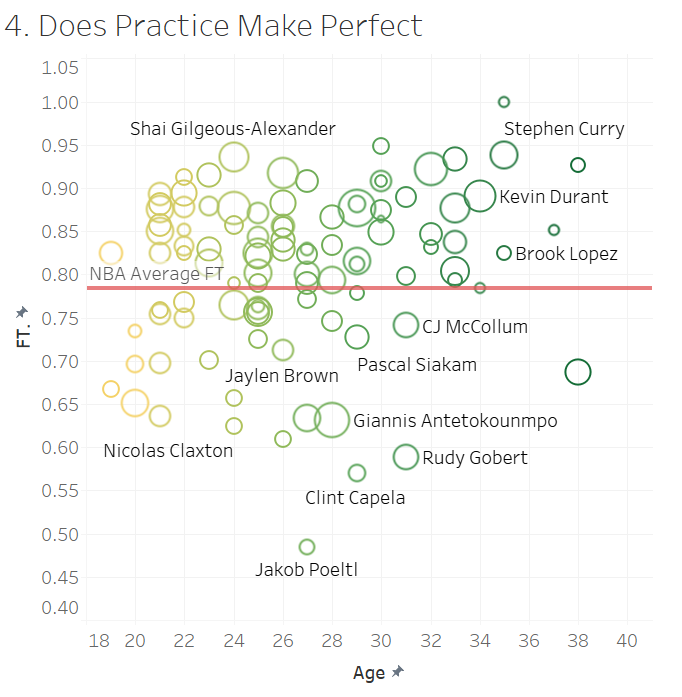 4. Does Practice Make Perfect
1.05
1.00
Shai Gilgeous-Alexander
Stephen Curry
0.95
0.90
Kevin Durant
0.85
Brook Lopez
0.80
NBA Average FT
0.75
CJ McCollum
0.70
Pascal Siakam
Jaylen Brown
0.65
Giannis Antetokounmpo
0.60
Nicolas Claxton
Rudy Gobert
0.55
Clint Capela
0.50
Jakob Poeltl
0.45
0.40
FT.
18 20 22 24 26 28 30 32 34 36 38 40
Age